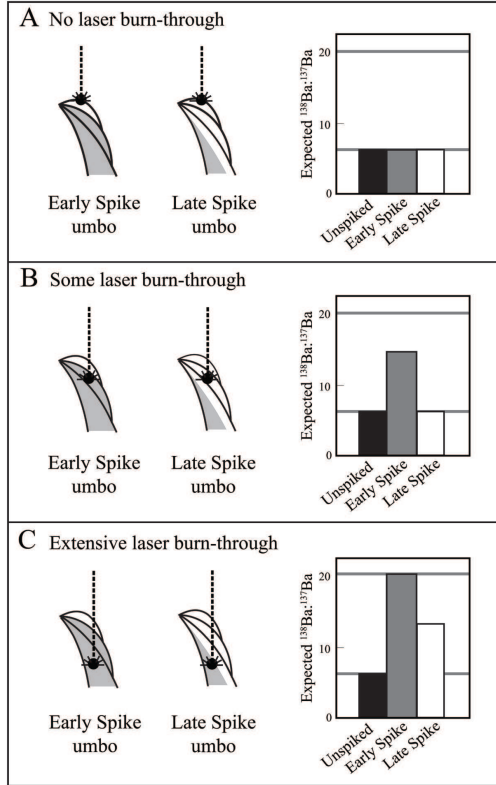 A No laser burn-through
Early Spike
umbo
Late Spike
umbo
Expected ¹³⁸Ba:¹³⁷Ba
20
10
0
Unspiked
Early Spike
Late Spike
B Some laser burn-through
Early Spike
umbo
Late Spike
umbo
Expected ¹³⁸Ba:¹³⁷Ba
20
10
0
Unspiked
Early Spike
Late Spike
C Extensive laser burn-through
Early Spike
umbo
Late Spike
umbo
Expected ¹³⁸Ba:¹³⁷Ba
20
10
0
Unspiked
Early Spike
Late Spike